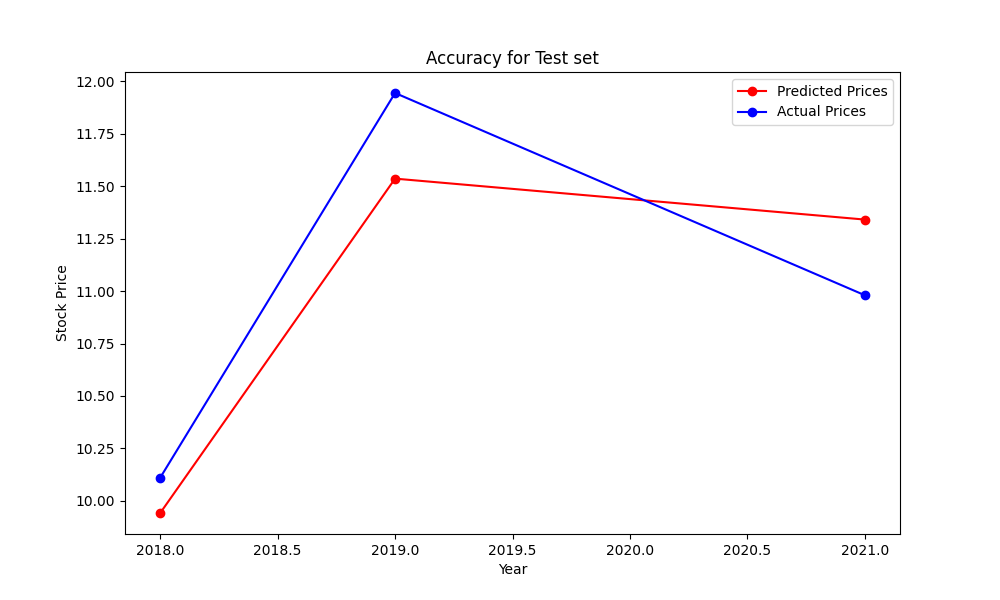 Accuracy for Test set
Predicted Prices
Actual Prices
12.00
11.75
11.50
11.25
11.00
10.75
10.50
10.25
10.00
Stock Price
2018.0 2018.5 2019.0 2019.5 2020.0 2020.5 2021.0
Year